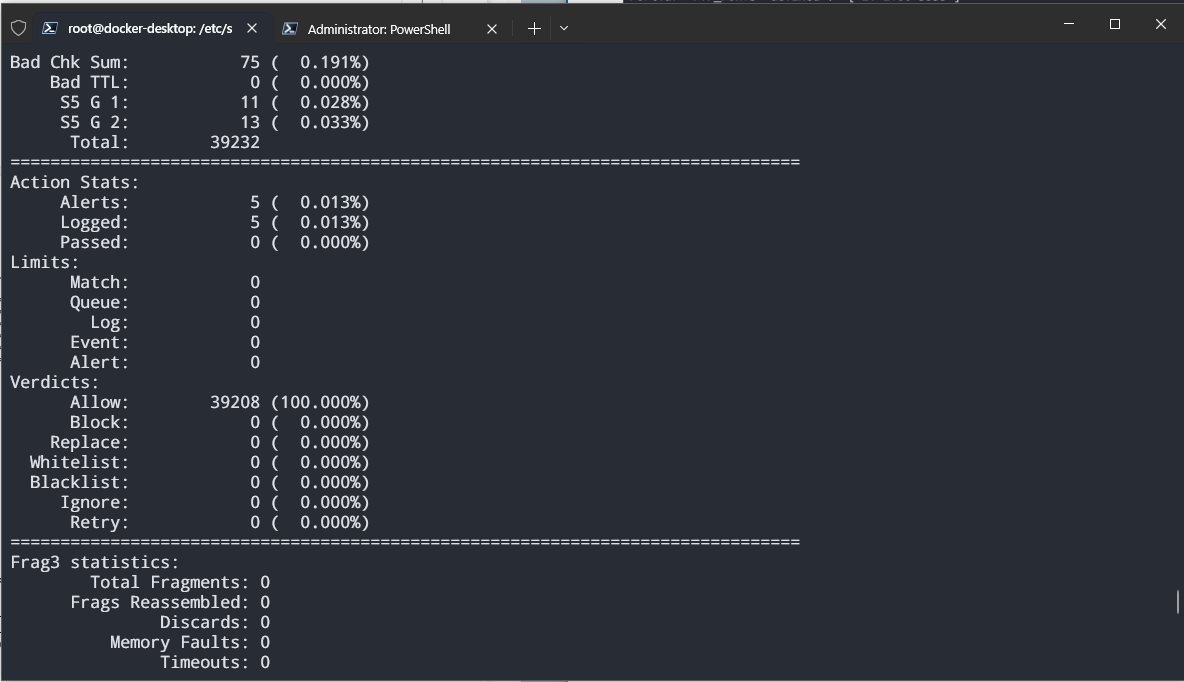 root@docker-desktop: /etc/s
Administrator: PowerShell
Bad Chk Sum:           75 (  0.191%)
    Bad TTL:            0 (  0.000%)
     S5 G 1:           11 (  0.028%)
     S5 G 2:           13 (  0.033%)
      Total:        39232
===============================================================================
Action Stats:
     Alerts:            5 (  0.013%)
     Logged:            5 (  0.013%)
     Passed:            0 (  0.000%)
Limits:
      Match:            0
      Queue:            0
        Log:            0
      Event:            0
      Alert:            0
Verdicts:
      Allow:        39208 (100.000%)
      Block:            0 (  0.000%)
    Replace:            0 (  0.000%)
  Whitelist:            0 (  0.000%)
  Blacklist:            0 (  0.000%)
     Ignore:            0 (  0.000%)
      Retry:            0 (  0.000%)
===============================================================================
Frag3 statistics:
        Total Fragments: 0
      Frags Reassembled: 0
               Discards: 0
          Memory Faults: 0
               Timeouts: 0